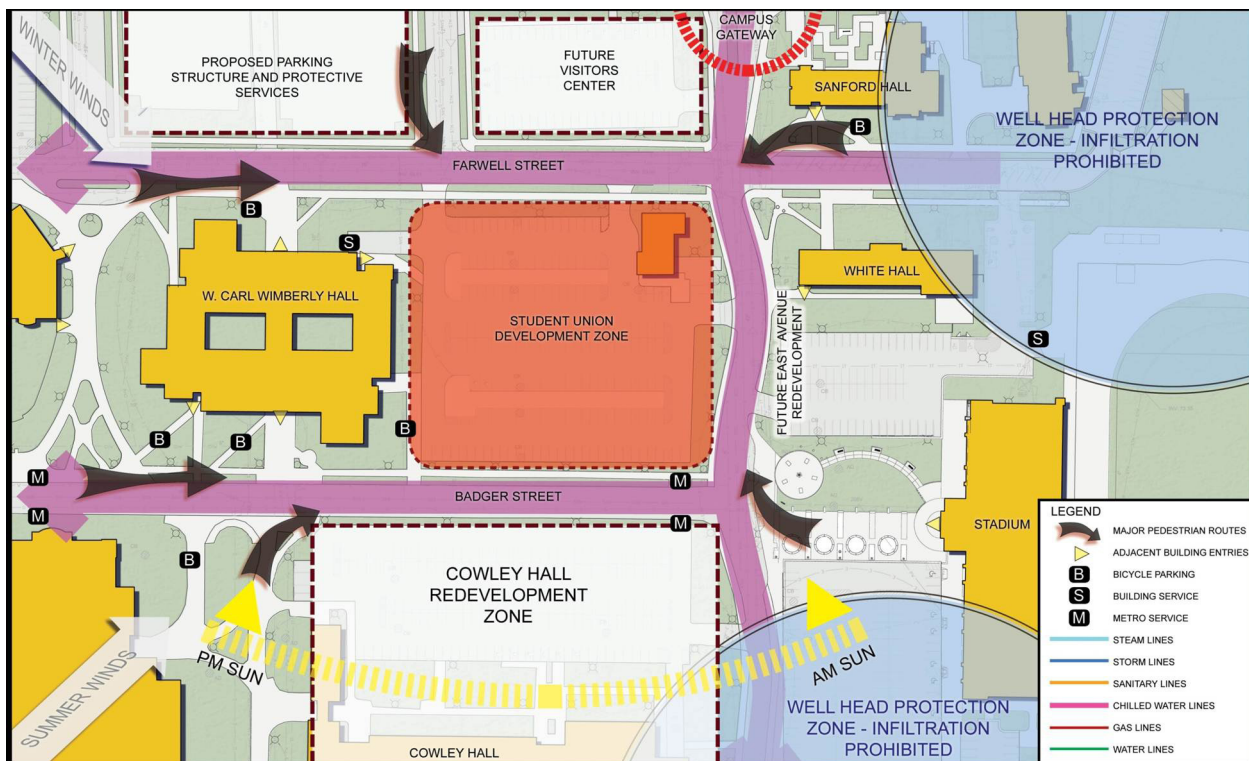 CAMPUS
GATEWAY
WINTER WINDS
PROPOSED PARKING
STRUCTURE AND PROTECTIVE
SERVICES
FUTURE
VISITORS
CENTER
SANFORD HALL
B
WELL HEAD PROTECTION
ZONE - INFILTRATION
PROHIBITED
FARWELL STREET
B
S
W. CARL WIMBERLY HALL
STUDENT UNION
DEVELOPMENT ZONE
WHITE HALL
FUTURE EAST AVENUE
REDEVELOPMENT
S
B
B
B
M
M
BADGER STREET
M
M
B
STADIUM
COWLEY HALL
REDEVELOPMENT
ZONE
PM SUN
AM SUN
SUMMER WINDS
WELL HEAD PROTECTION
ZONE - INFILTRATION
PROHIBITED
COWLEY HALL
LEGEND
MAJOR PEDESTRIAN ROUTES
ADJACENT BUILDING ENTRIES
B BICYCLE PARKING
S BUILDING SERVICE
M METRO SERVICE
STEAM LINES
STORM LINES
SANITARY LINES
CHILLED WATER LINES
GAS LINES
WATER LINES